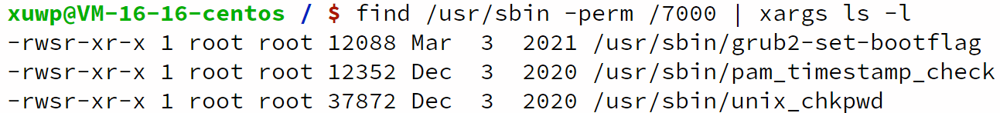 xuwp@VM-16-16-centos / $ find /usr/sbin -perm /7000 | xargs ls -l
-rwsr-xr-x 1 root root 12088 Mar  3  2021 /usr/sbin/grub2-set-bootflag
-rwsr-xr-x 1 root root 12352 Dec  3  2020 /usr/sbin/pam_timestamp_check
-rwsr-xr-x 1 root root 37872 Dec  3  2020 /usr/sbin/unix_chkpwd